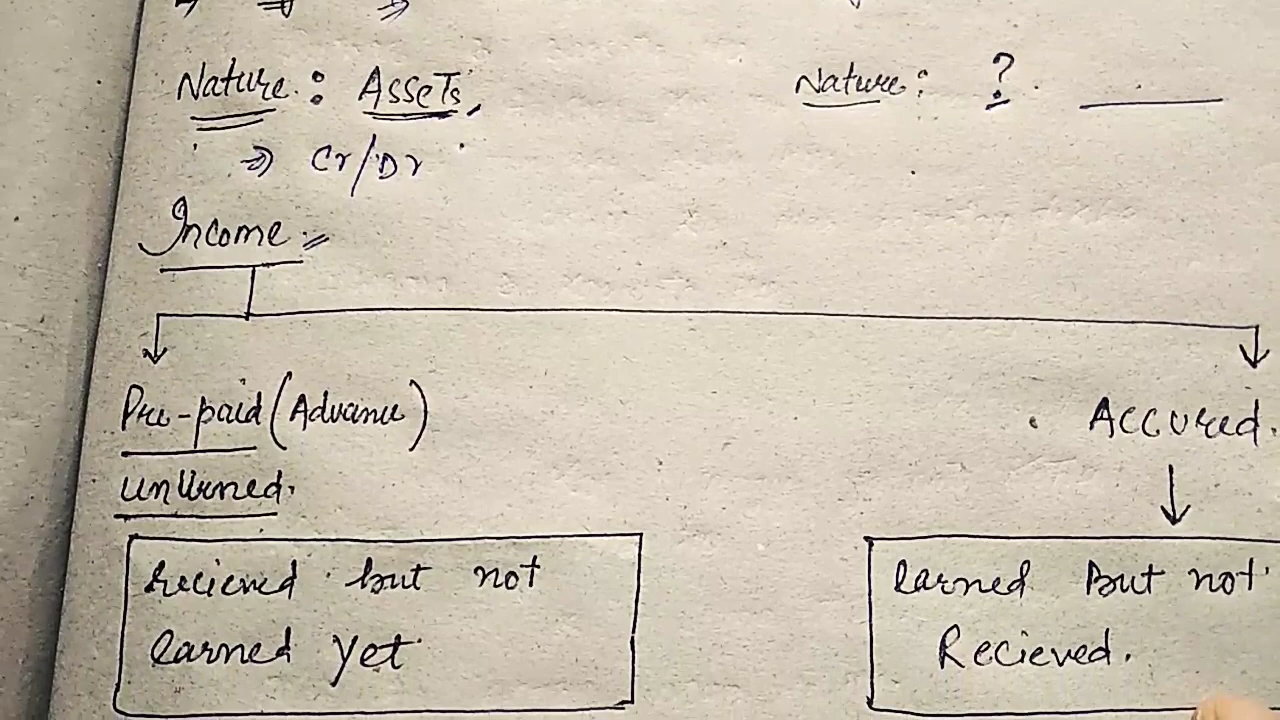 Nature : Assets,
Nature : ?
⇒ Cr/Dr
Income :=
Pre-paid (Advance)
Accured.
unUrned.
Recieved but not
earned yet
earned But not
Recieved.